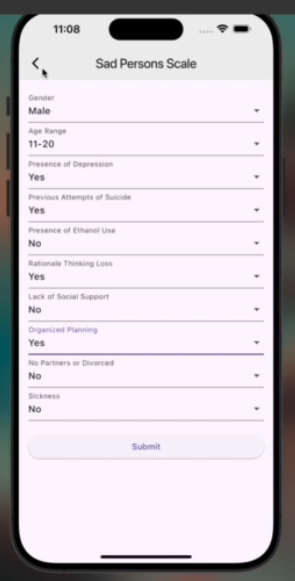 11:08
Sad Persons Scale
Gender
Male
Age Range
11-20
Presence of Depression
Yes
Previous Attempts of Suicide
Yes
Presence of Ethanol Use
No
Rationale Thinking Loss
Yes
Lack of Social Support
No
Organized Planning
Yes
No Partners or Divorced
No
Sickness
No
Submit